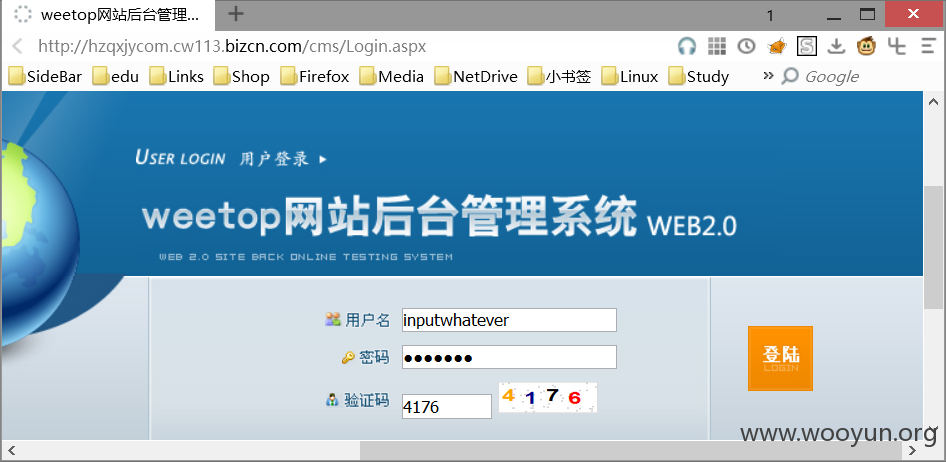 weetop网站后台管理... 1
http://hzqxjycom.cw113.bizcn.com/cms/Login.aspx
SideBar edu Links Shop Firefox Media NetDrive 小书签 Linux Study » Google
USER LOGIN 用户登录
weetop网站后台管理系统 WEB2.0
WEB 2.0 SITE BACK ONLINE TESTING SYSTEM
用户名 inputwhatever
密码 ●●●●●●●
登陆
LOGIN
验证码 4176 4176
www.wooyun.org